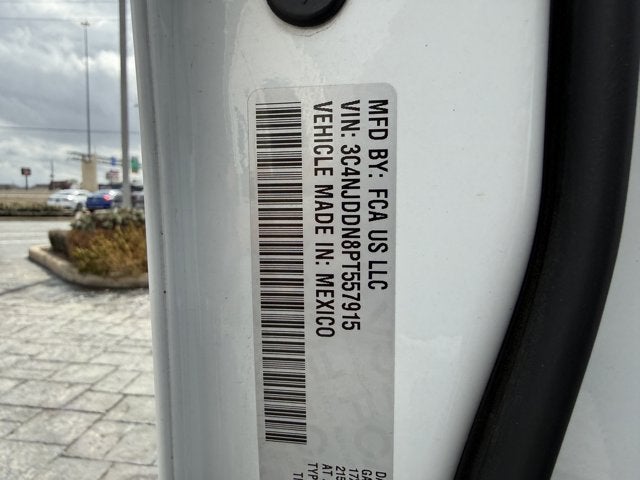 MFD BY: FCA US LLC
VIN: 3C4NJDDN8PT557915
VEHICLE MADE IN: MEXICO